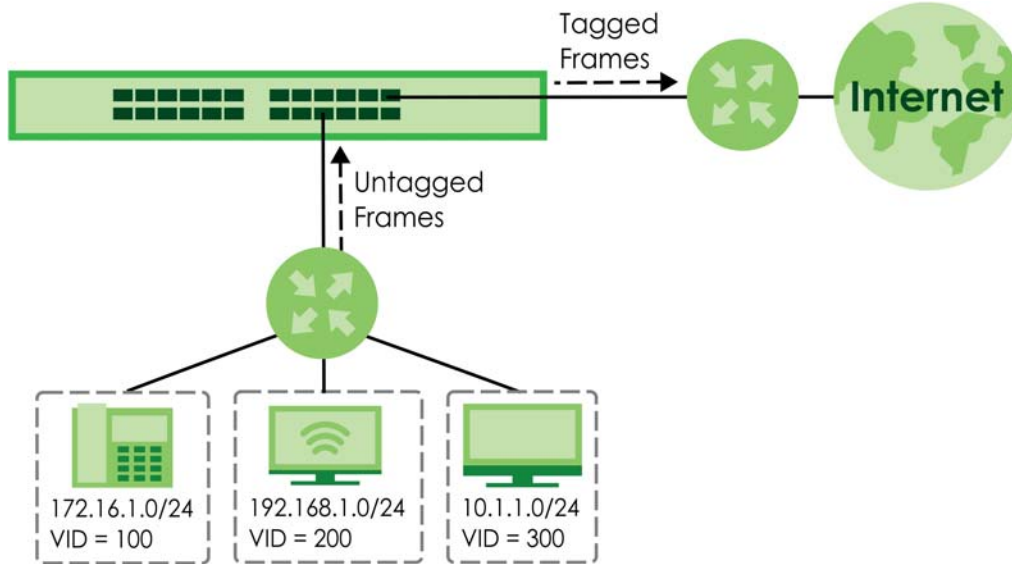 Tagged
Frames
Internet
Untagged
Frames
172.16.1.0/24
VID = 100
192.168.1.0/24
VID = 200
10.1.1.0/24
VID = 300